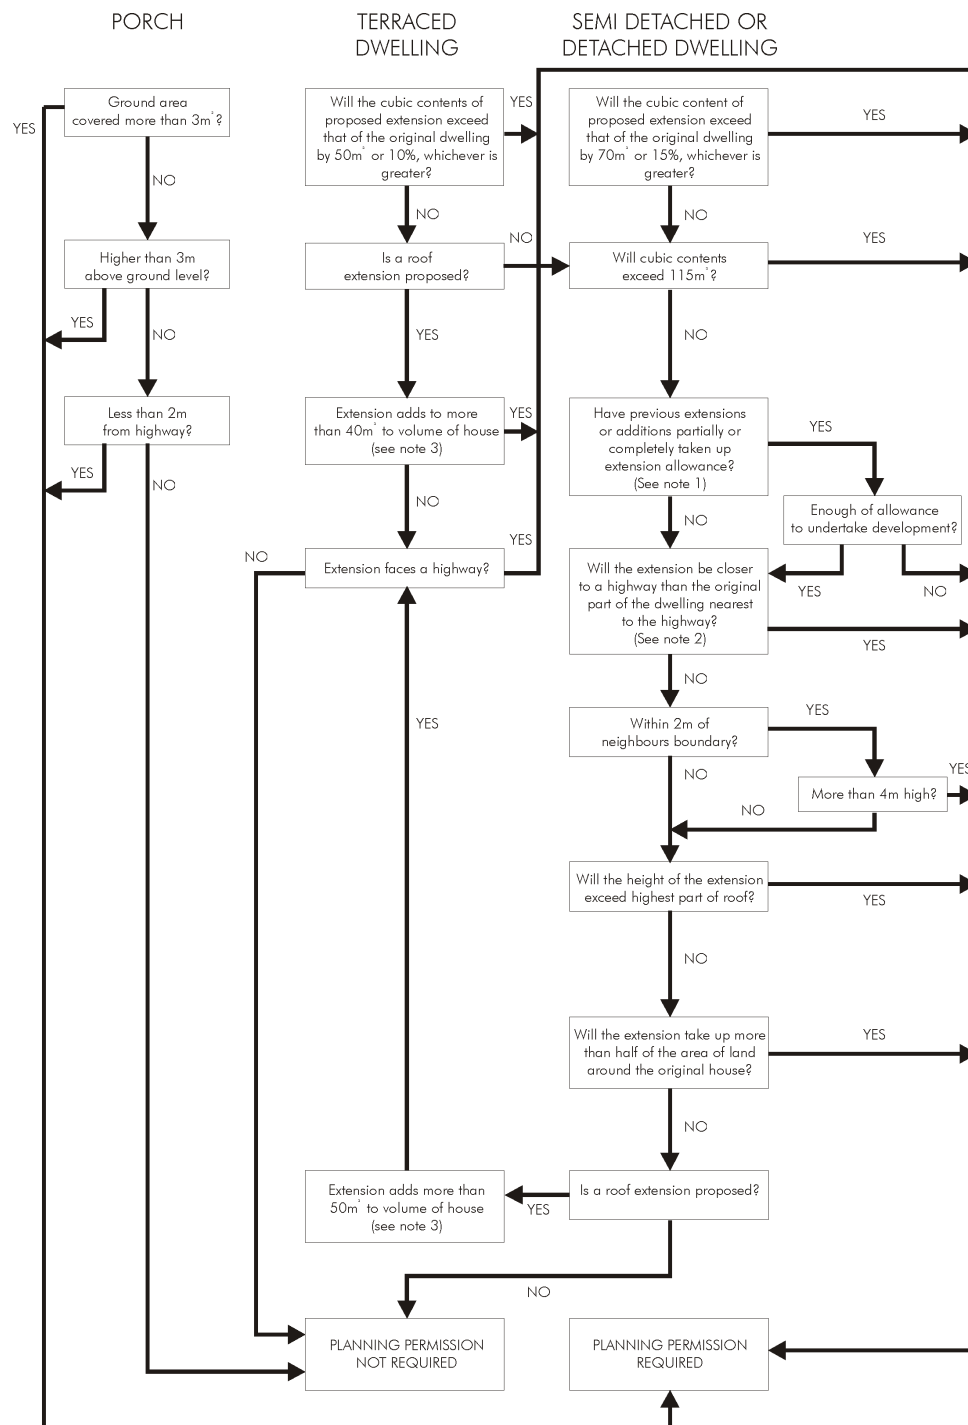 PORCH
Ground area
covered more than 3m²?
YES
NO
Higher than 3m
above ground level?
YES
NO
Less than 2m
from highway?
YES
NO
TERRACED
DWELLING
Will the cubic contents of
proposed extension exceed
that of the original dwelling
by 50m³ or 10%, whichever is
greater?
YES
NO
Is a roof
extension proposed?
NO
YES
Extension adds to more
than 40m³ to volume of house
(see note 3)
YES
NO
Extension faces a highway?
NO
YES
YES
Extension adds more than
50m³ to volume of house
(see note 3)
PLANNING PERMISSION
NOT REQUIRED
SEMI DETACHED OR
DETACHED DWELLING
Will the cubic content of
proposed extension exceed
that of the original dwelling
by 70m³ or 15%, whichever is
greater?
YES
NO
Will cubic contents
exceed 115m³?
YES
NO
Have previous extensions
or additions partially or
completely taken up
extension allowance?
(See note 1)
YES
NO
Enough of allowance
to undertake development?
YES
NO
Will the extension be closer
to a highway than the original
part of the dwelling nearest
to the highway?
(See note 2)
YES
NO
Within 2m of
neighbours boundary?
YES
NO
More than 4m high?
YES
NO
Will the height of the extension
exceed highest part of roof?
YES
NO
Will the extension take up more
than half of the area of land
around the original house?
YES
NO
Is a roof extension proposed?
YES
NO
PLANNING PERMISSION
REQUIRED